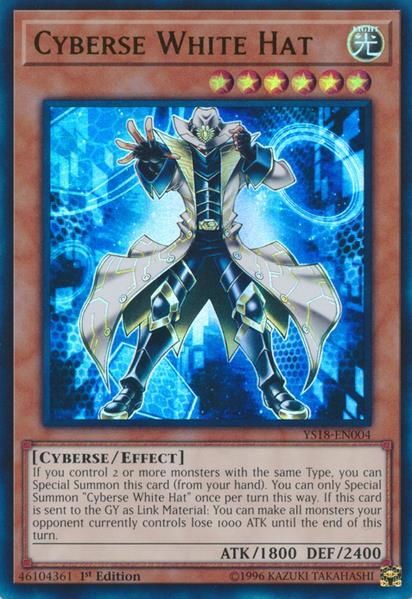 CYBERSE WHITE HAT
LIGHT
光
YS18-EN004
[CYBERSE/EFFECT]
If you control 2 or more monsters with the same Type, you can
Special Summon this card (from your hand). You can only Special
Summon "Cyberse White Hat" once per turn this way. If this card
is sent to the GY as Link Material: You can make all monsters your
opponent currently controls lose 1000 ATK until the end of this
turn.
ATK/1800 DEF/2400
46104361 1st Edition ©1996 KAZUKI TAKAHASHI